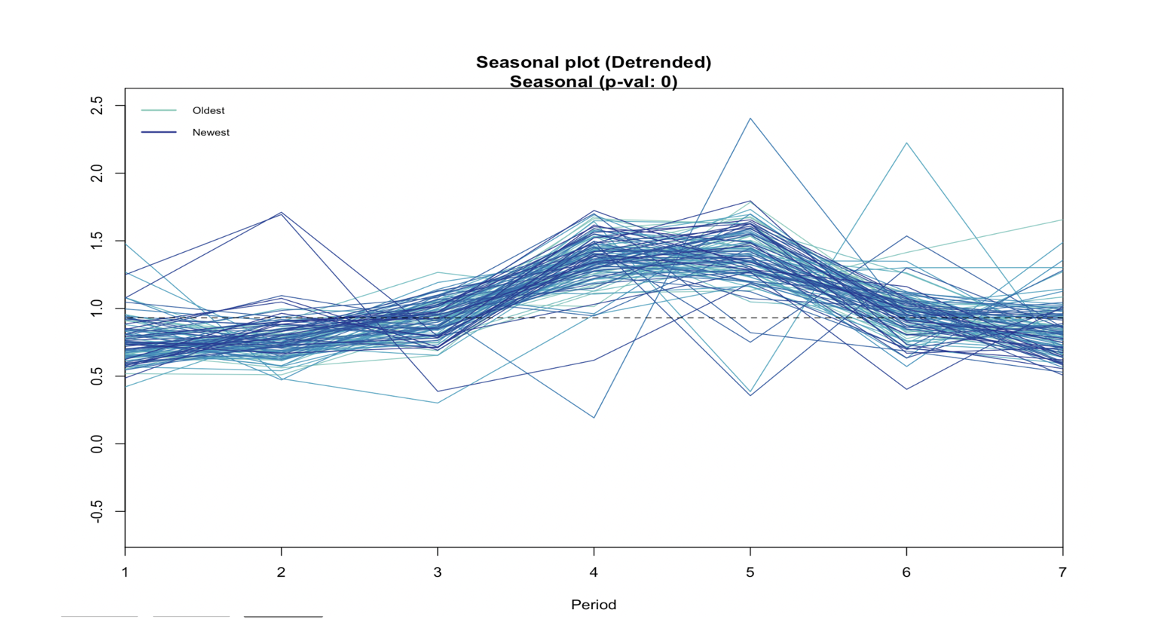 Seasonal plot (Detrended)
Seasonal (p-val: 0)
Oldest
Newest
2.5
2.0
1.5
1.0
0.5
0.0
-0.5
1 2 3 4 5 6 7
Period